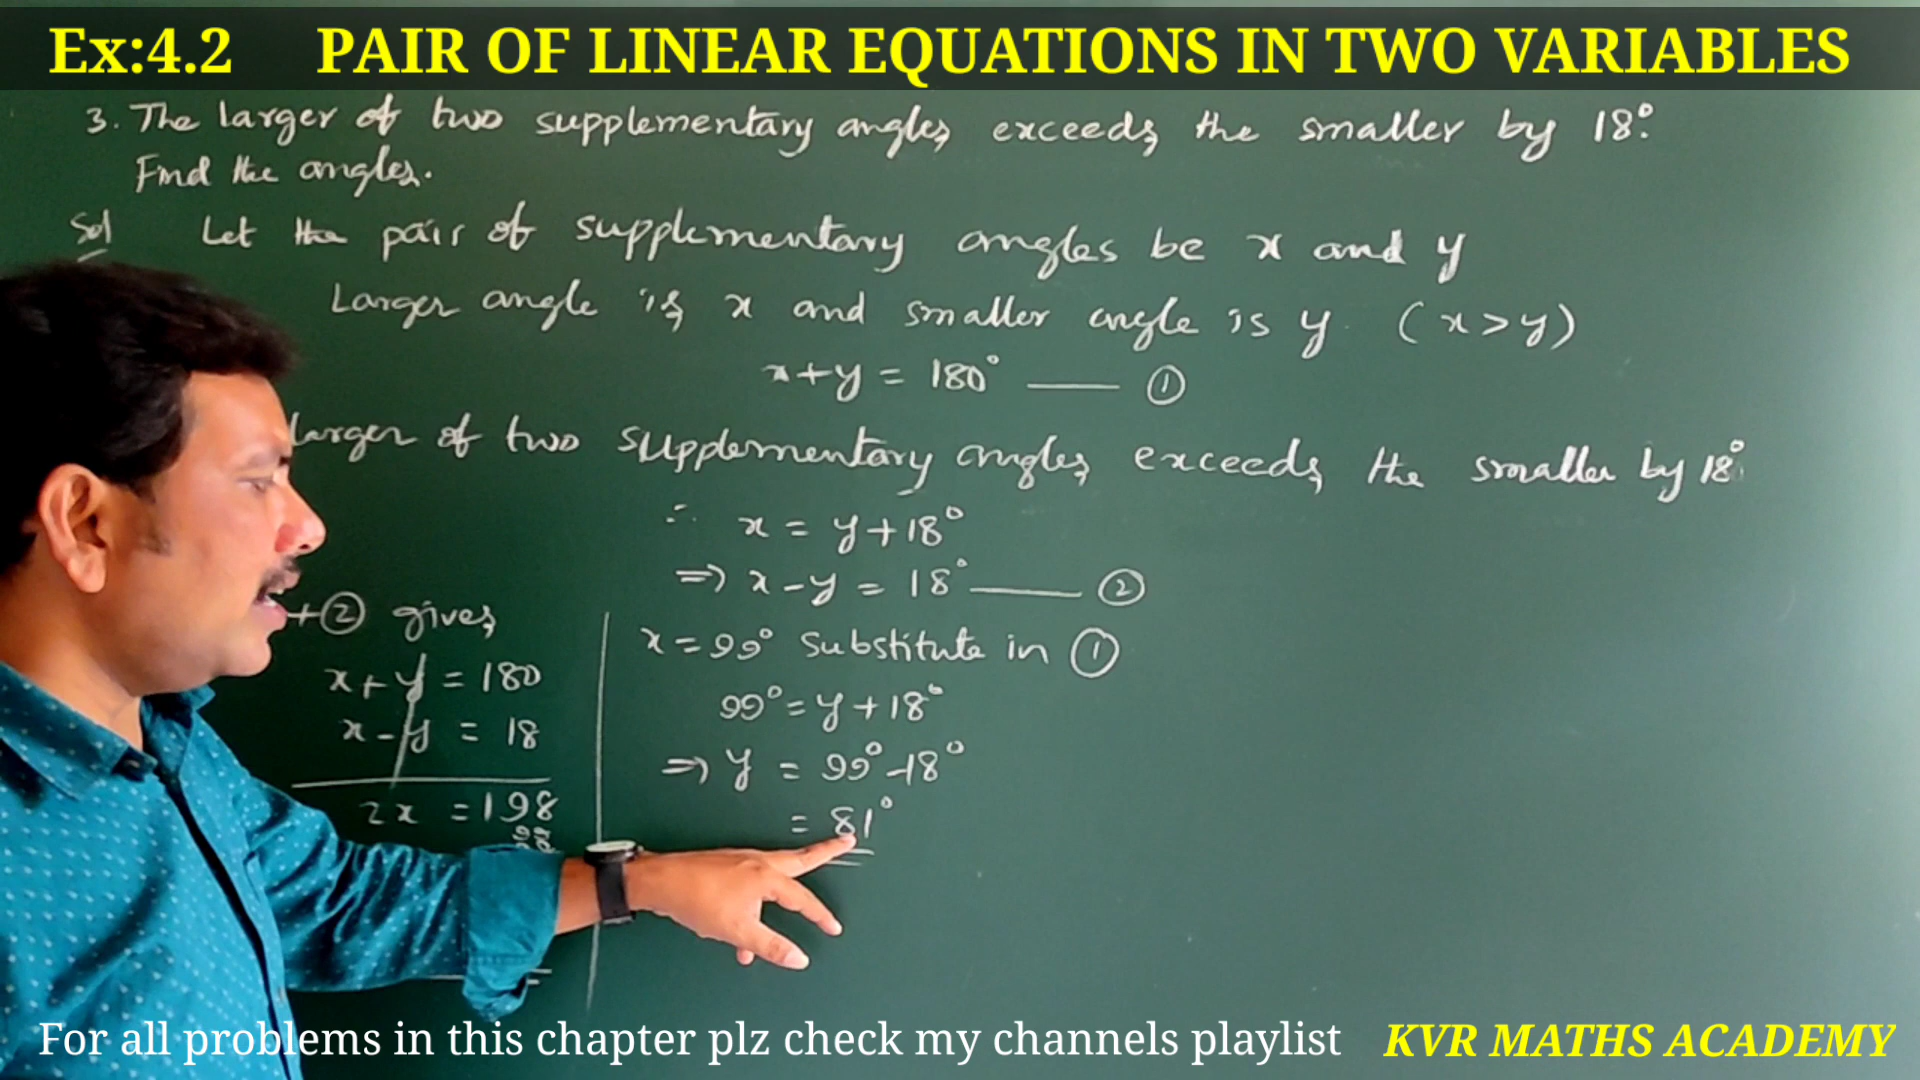 Ex:4.2 PAIR OF LINEAR EQUATIONS IN TWO VARIABLES
3. The larger of two supplementary angles exceeds the smaller by 18°.
Find the angles.
Sol Let the pair of supplementary angles be x and y
Larger angle is x and smaller angle is y (x>y)
x+y = 180° —— ①
larger of two supplementary angles exceeds the smaller by 18°
∴ x = y+18°
⇒ x-y = 18° —— ②
+② gives
x+y = 180
x-y = 18
2x = 198
x = 99° Substitute in ①
99° = y+18°
⇒ y = 99°-18°
= 81°
For all problems in this chapter plz check my channels playlist KVR MATHS ACADEMY